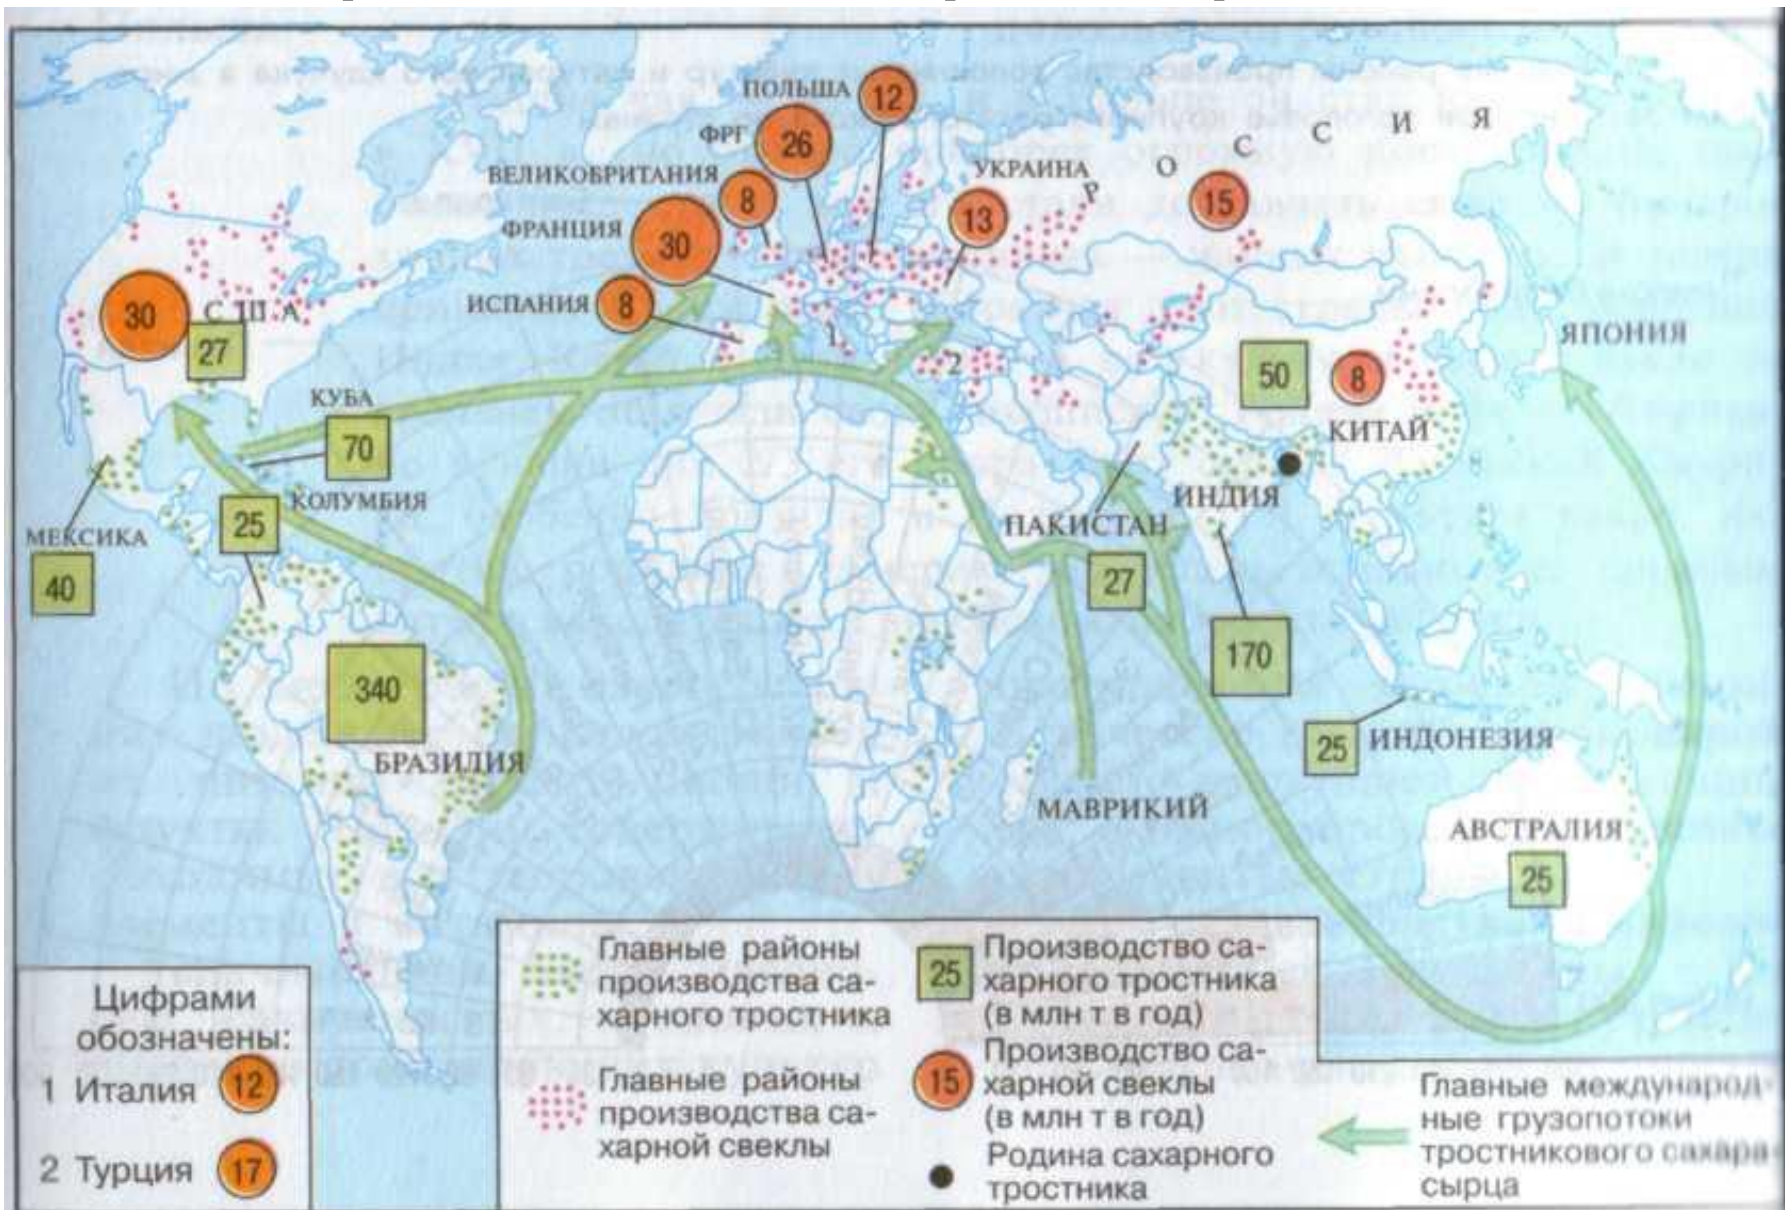 ПОЛЬША 12
ФРГ 26
ВЕЛИКОБРИТАНИЯ 8
ФРАНЦИЯ 30
ИСПАНИЯ 8
УКРАИНА
13
РОССИЯ
15
30 США
27
ЯПОНИЯ
50 8
КИТАЙ
КУБА
70
КОЛУМБИЯ
25
МЕКСИКА
40
1
2
ИНДИЯ
170
ПАКИСТАН
27
340
БРАЗИЛИЯ
25 ИНДОНЕЗИЯ
МАВРИКИЙ
АВСТРАЛИЯ
25
Цифрами
обозначены:
1 Италия 12
2 Турция 17
Главные районы
производства са-
харного тростника
Главные районы
производства са-
харной свеклы
25 Производство са-
харного тростника
(в млн т в год)
15 Производство са-
харной свеклы
(в млн т в год)
Родина сахарного
тростника
Главные международ-
ные грузопотоки
тростникового сахара-
сырца